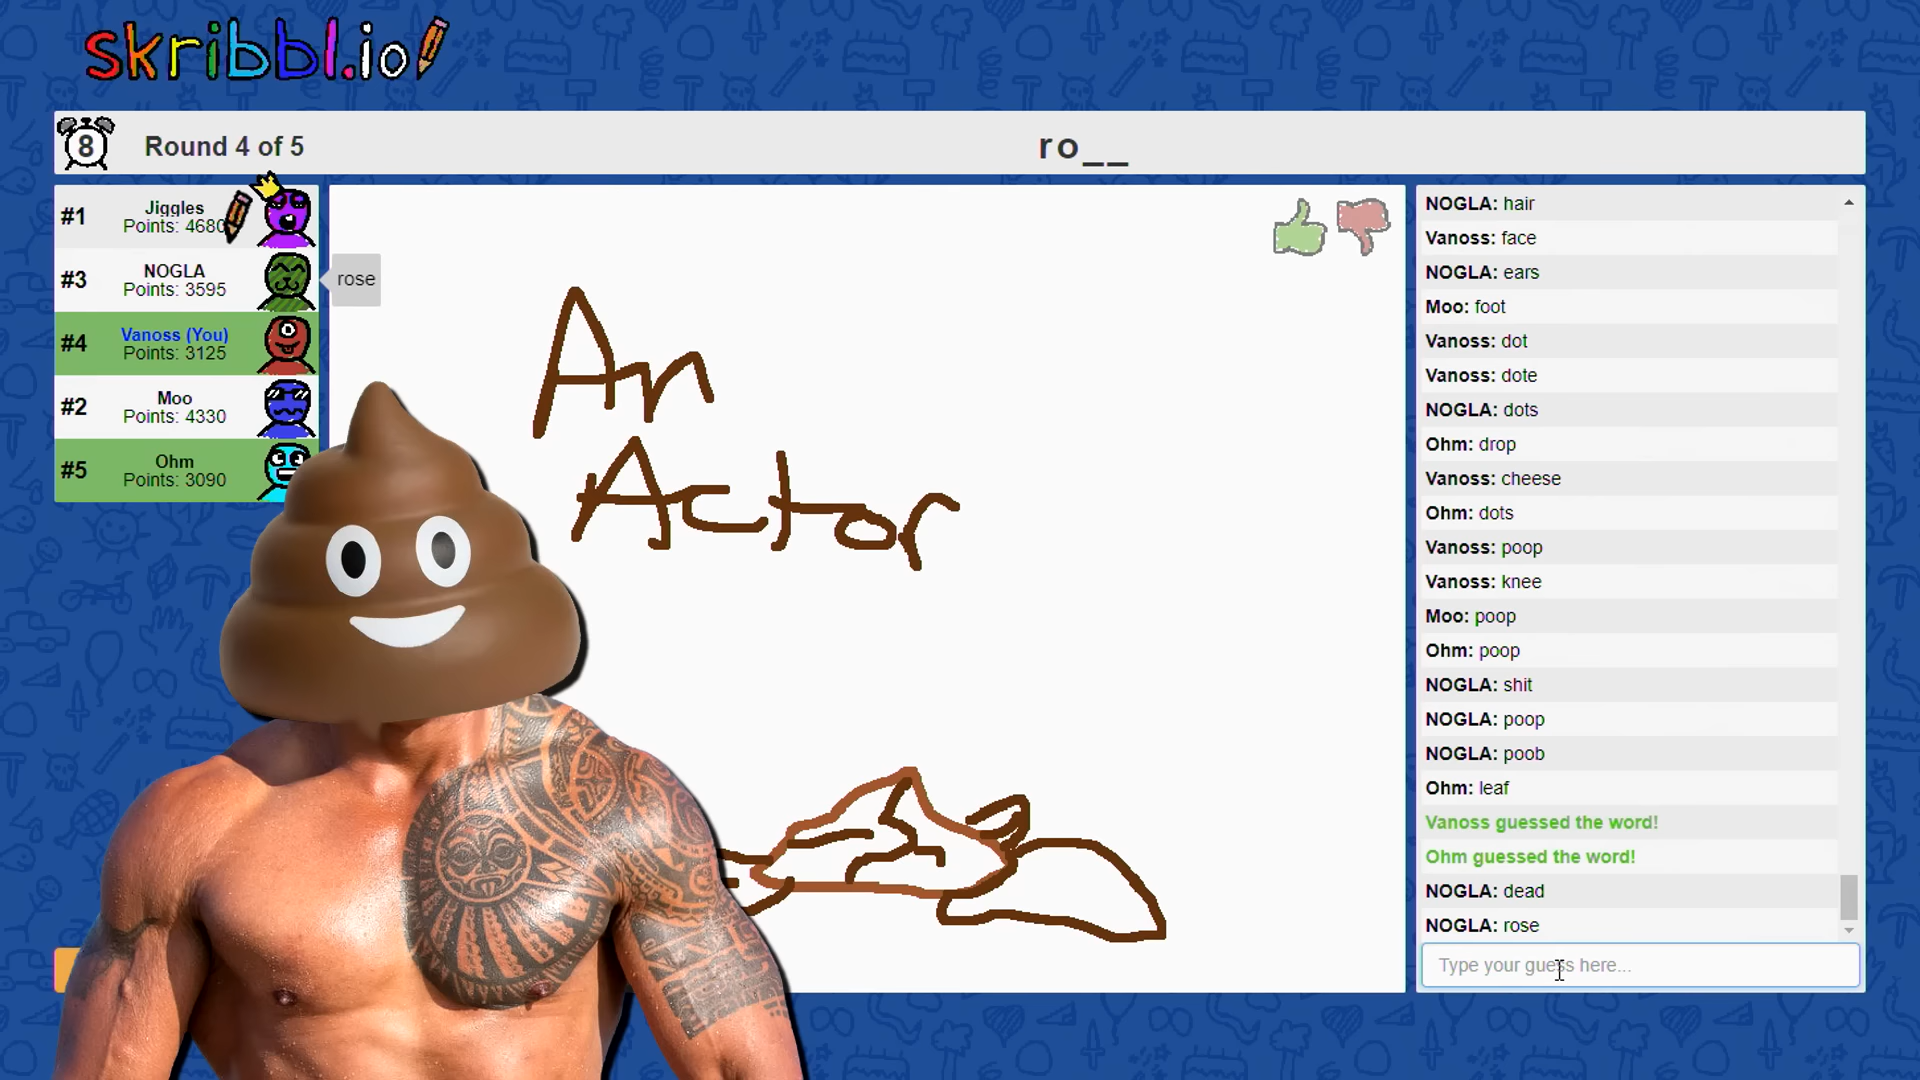 skribbl.io
8
Round 4 of 5
ro__
#1
Jiggles
Points: 4680
#3
NOGLA
Points: 3595
rose
#4
Vanoss (You)
Points: 3125
#2
Moo
Points: 4330
#5
Ohm
Points: 3090
An
Actor
NOGLA: hair
Vanoss: face
NOGLA: ears
Moo: foot
Vanoss: dot
Vanoss: dote
NOGLA: dots
Ohm: drop
Vanoss: cheese
Ohm: dots
Vanoss: poop
Vanoss: knee
Moo: poop
Ohm: poop
NOGLA: shit
NOGLA: poop
NOGLA: poob
Ohm: leaf
Vanoss guessed the word!
Ohm guessed the word!
NOGLA: dead
NOGLA: rose
Type your guess here...